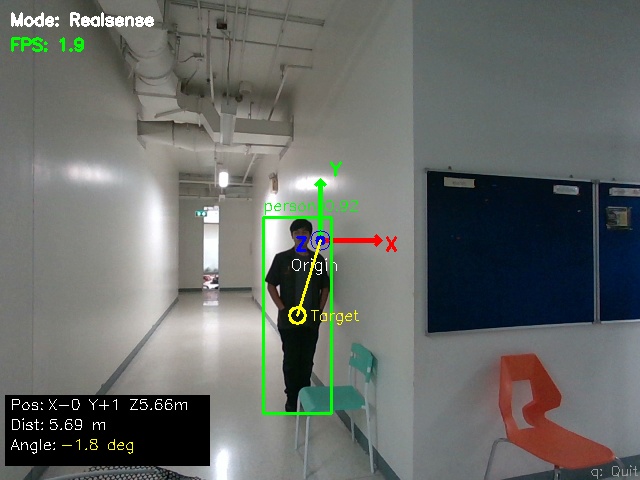 Mode: Realsense
FPS: 1.9
Y
person 0.92
Z
X
Origin
Target
Pos: X-0 Y+1 Z5.66m
Dist: 5.69 m
Angle: -1.8 deg
q: Quit